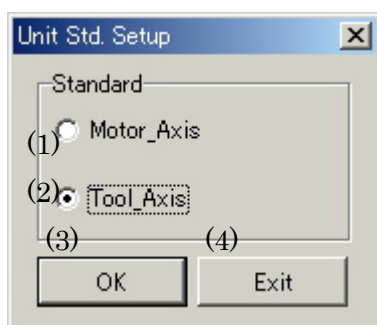 Unit Std. Setup
Standard
(1) Motor_Axis
(2) Tool_Axis
(3) (4)
OK Exit